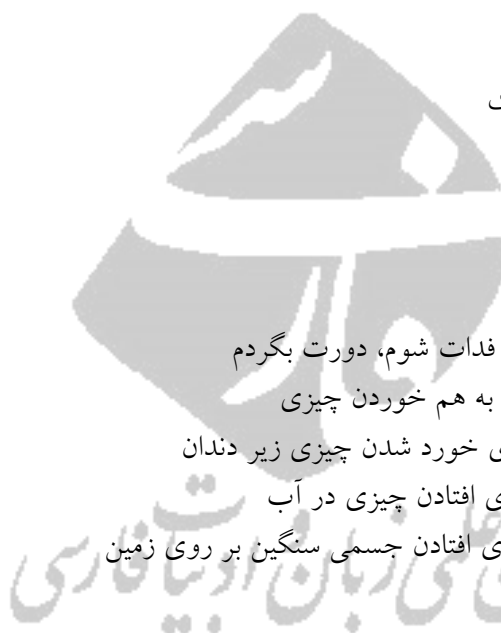 ی
فدات شوم، دورت بگردم
به هم خوردن چیزی
ی خورد شدن چیزی زیر دندان
ی افتادن چیزی در آب
ی افتادن جسمی سنگین بر روی زمین
علمی زبان و ادبیات فارسی